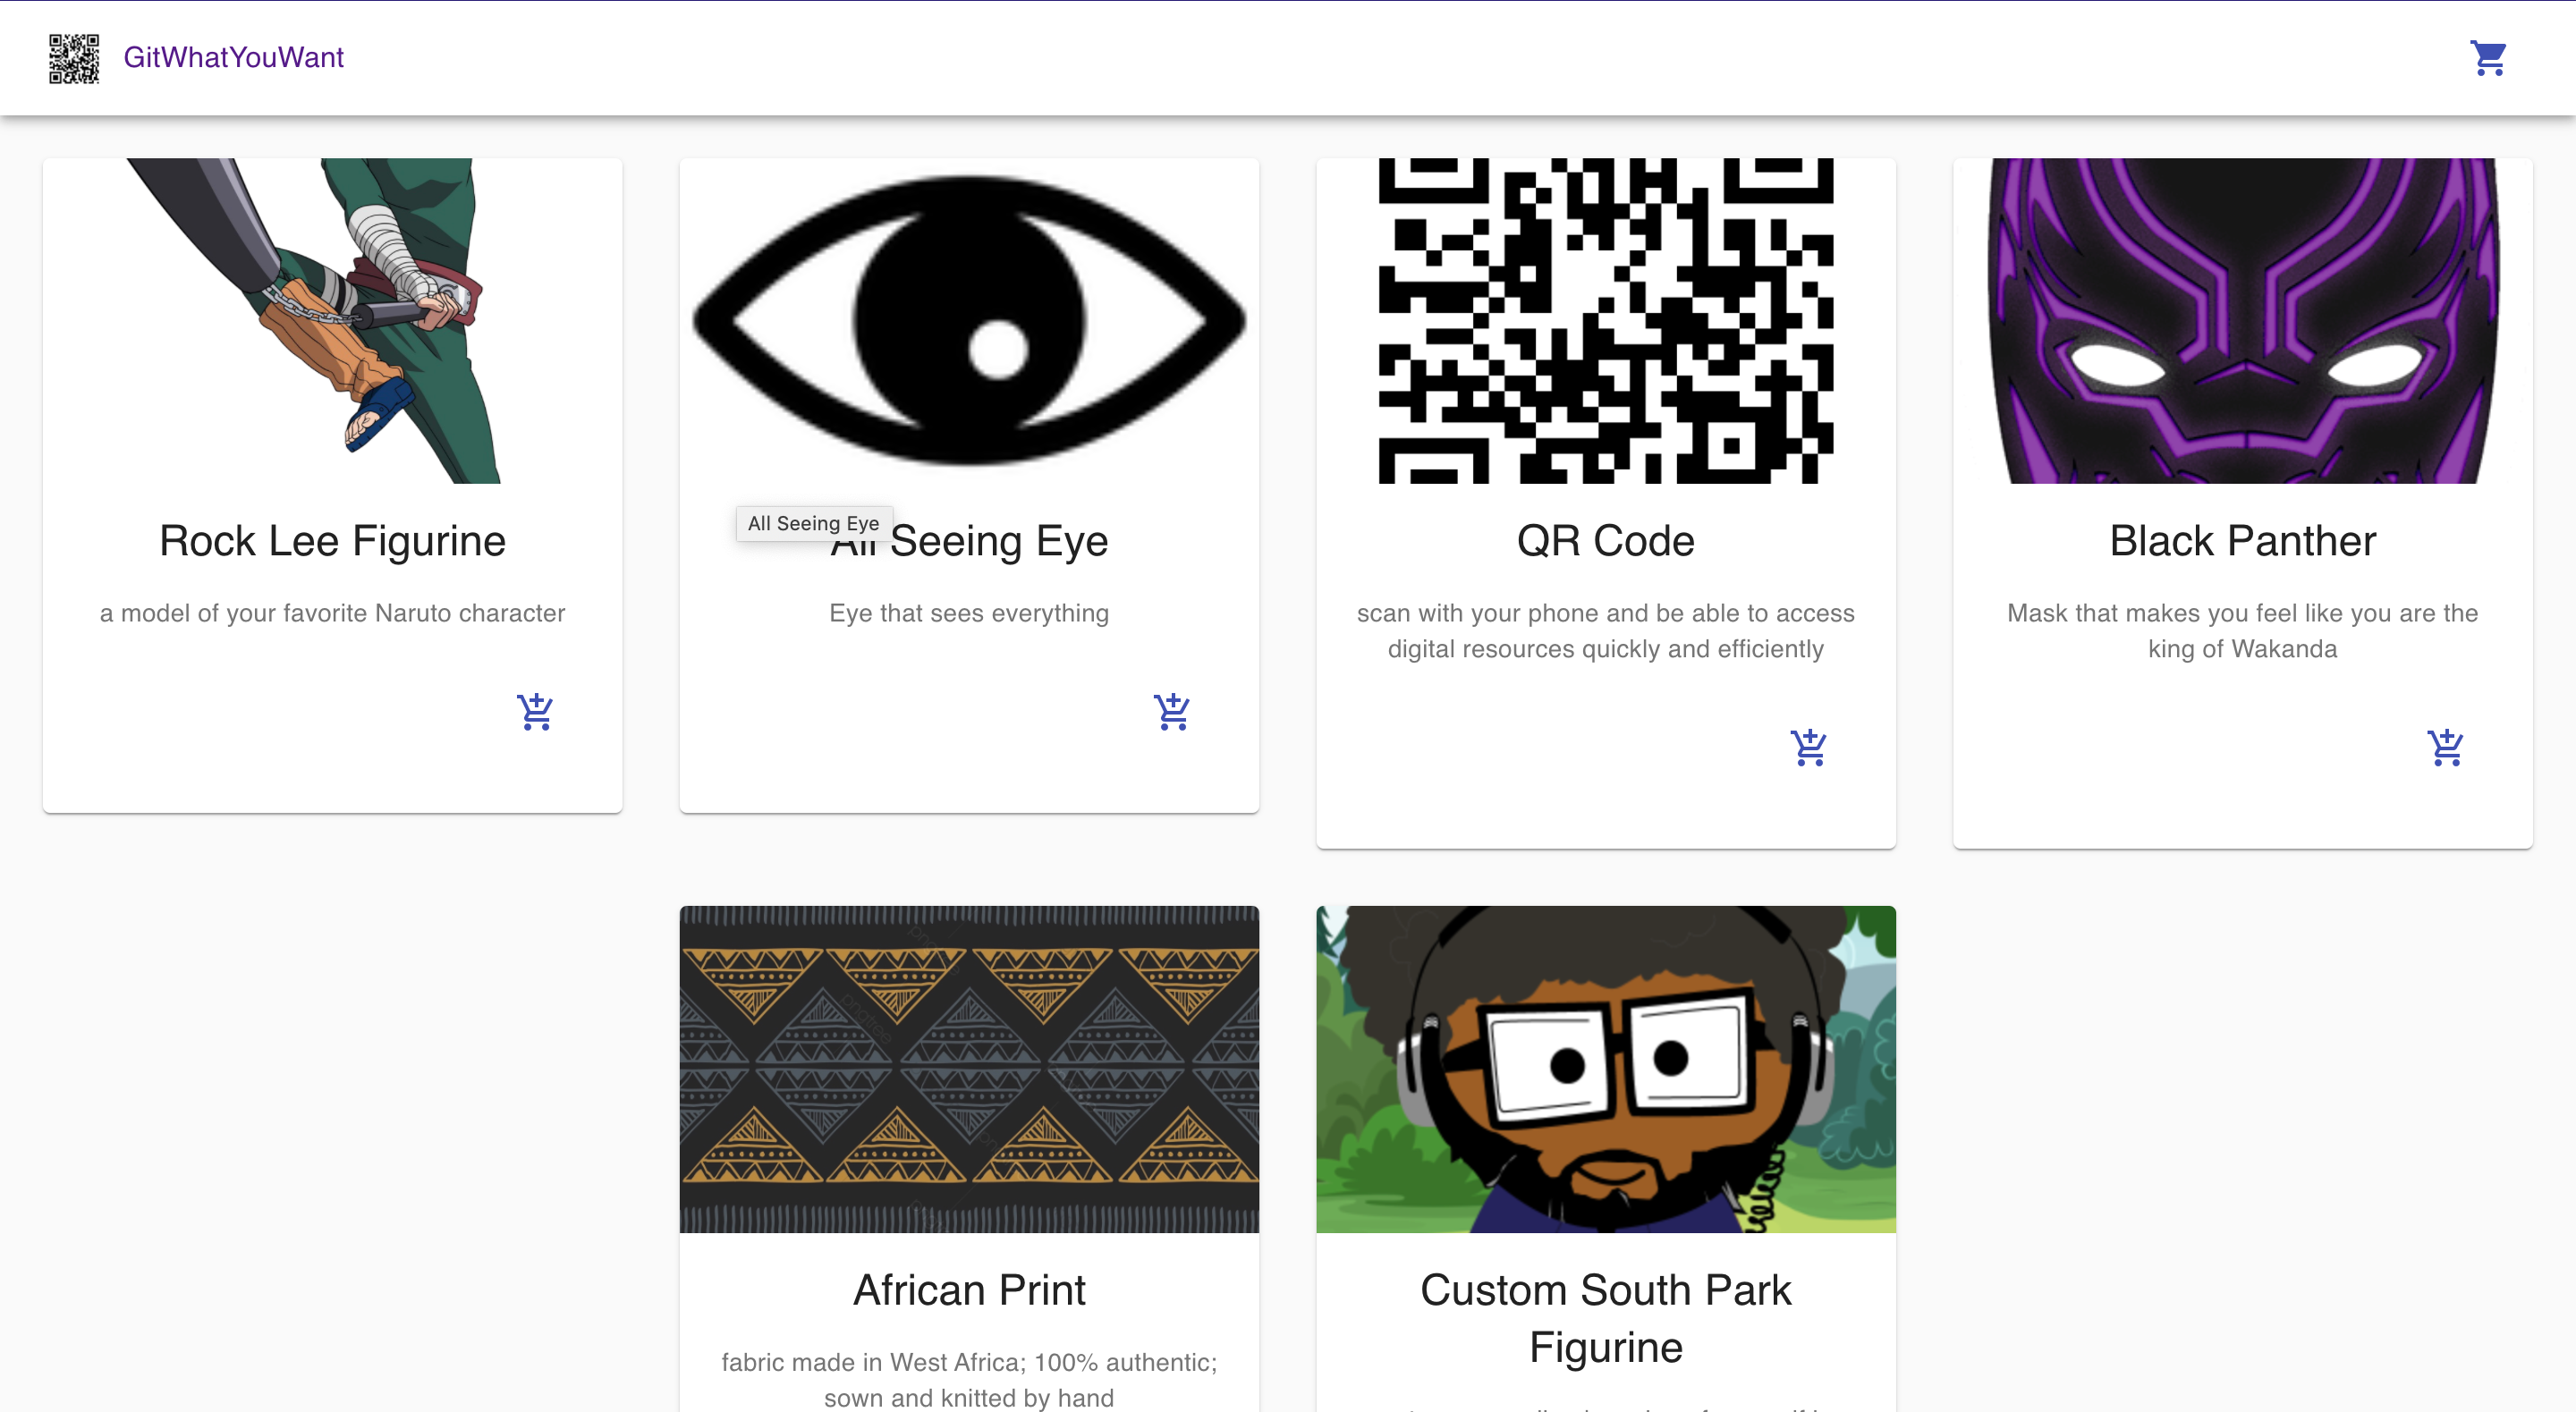 GitWhatYouWant
Rock Lee Figurine
a model of your favorite Naruto character
All Seeing Eye
All Seeing Eye
Eye that sees everything
QR Code
scan with your phone and be able to access
digital resources quickly and efficiently
Black Panther
Mask that makes you feel like you are the
king of Wakanda
pngtree
African Print
fabric made in West Africa; 100% authentic;
sown and knitted by hand
Custom South Park
Figurine